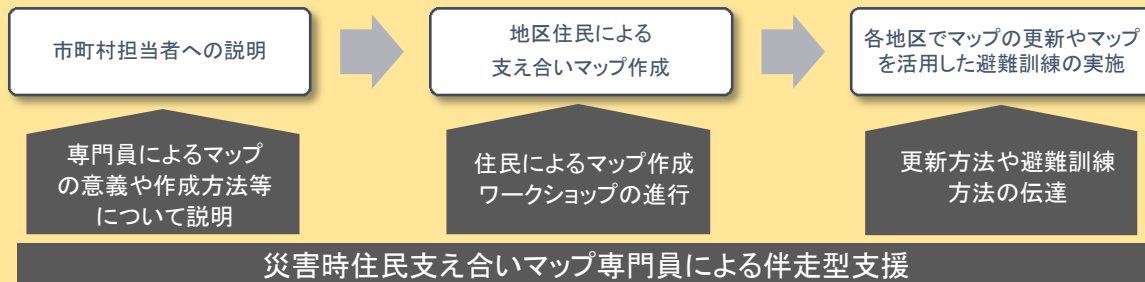 市町村担当者への説明
地区住民による
支え合いマップ作成
各地区でマップの更新やマップ
を活用した避難訓練の実施
専門員によるマップ
の意義や作成方法等
について説明
住民によるマップ作成
ワークショップの進行
更新方法や避難訓練
方法の伝達
災害時住民支え合いマップ専門員による伴走型支援